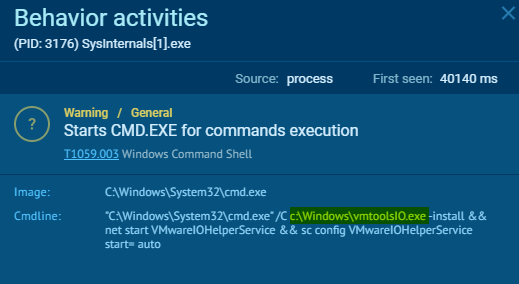 Behavior activities
(PID: 3176) SysInternals[1].exe
Source: process First seen: 40140 ms
?
Warning / General
Starts CMD.EXE for commands execution
T1059.003 Windows Command Shell
Image: C:\Windows\System32\cmd.exe
Cmdline: "C:\Windows\System32\cmd.exe" /C c:\Windows\vmtoolsIO.exe -install &&
net start VMwareIOHelperService && sc config VMwareIOHelperService
start= auto